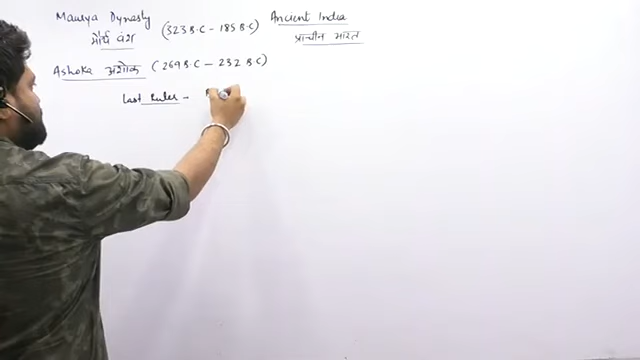 Maurya Dynasty (323 B.C - 185 B.C) Ancient India
मौर्य वंश प्राचीन भारत
Ashoka अशोक (269 B.C - 232 B.C)
Last Ruler -